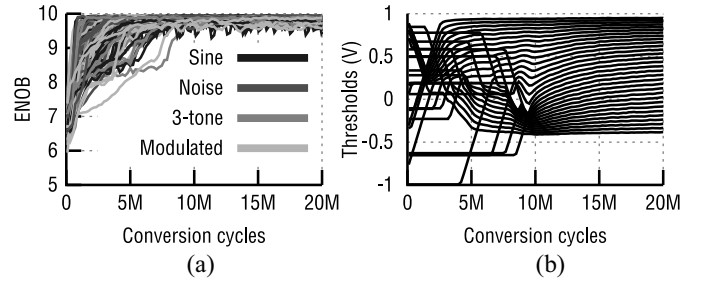 10
9
8
7
6
5
ENOB
Sine
Noise
3-tone
Modulated
0 5M 10M 15M 20M
Conversion cycles
(a)
1
0.5
0
-0.5
-1
Thresholds (V)
0 5M 10M 15M 20M
Conversion cycles
(b)